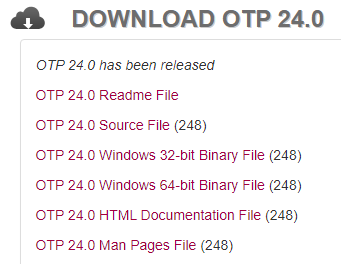 DOWNLOAD OTP 24.0
OTP 24.0 has been released
OTP 24.0 Readme File
OTP 24.0 Source File (248)
OTP 24.0 Windows 32-bit Binary File (248)
OTP 24.0 Windows 64-bit Binary File (248)
OTP 24.0 HTML Documentation File (248)
OTP 24.0 Man Pages File (248)